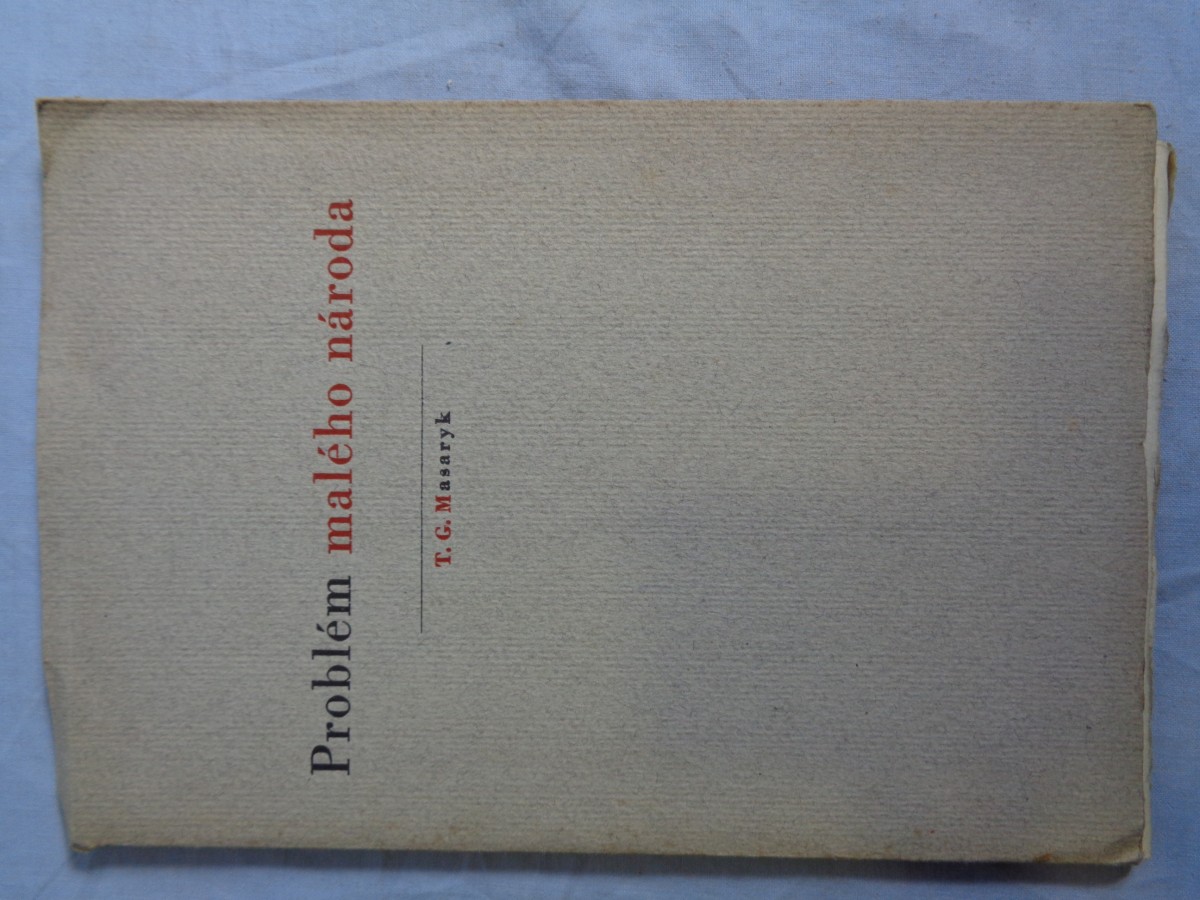 Problém malého národa
T. G. Masaryk